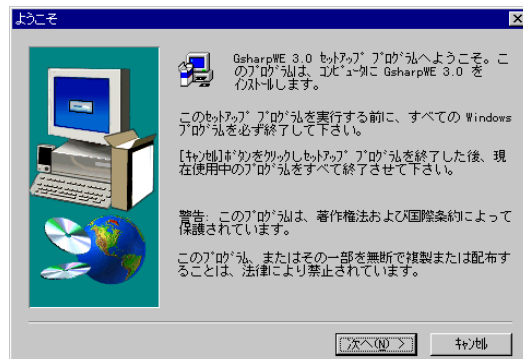 ようこそ
GsharpWE 3.0 ｾｯﾄｱｯﾌﾟ ﾌﾟﾛｸﾞﾗﾑへようこそ。こ
のﾌﾟﾛｸﾞﾗﾑは、ｺﾝﾋﾟｭｰﾀに GsharpWE 3.0 を
ｲﾝｽﾄｰﾙします。
このｾｯﾄｱｯﾌﾟ ﾌﾟﾛｸﾞﾗﾑを実行する前に、すべての Windows
ﾌﾟﾛｸﾞﾗﾑを必ず終了して下さい。
[ｷｬﾝｾﾙ]ﾎﾞﾀﾝをｸﾘｯｸしｾｯﾄｱｯﾌﾟ ﾌﾟﾛｸﾞﾗﾑを終了した後、現
在使用中のﾌﾟﾛｸﾞﾗﾑをすべて終了させて下さい。
警告: このﾌﾟﾛｸﾞﾗﾑは、著作権法および国際条約によって
保護されています。
このﾌﾟﾛｸﾞﾗﾑ、またはその一部を無断で複製または配布す
ることは、法律により禁止されています。
次へ(N) >
ｷｬﾝｾﾙ